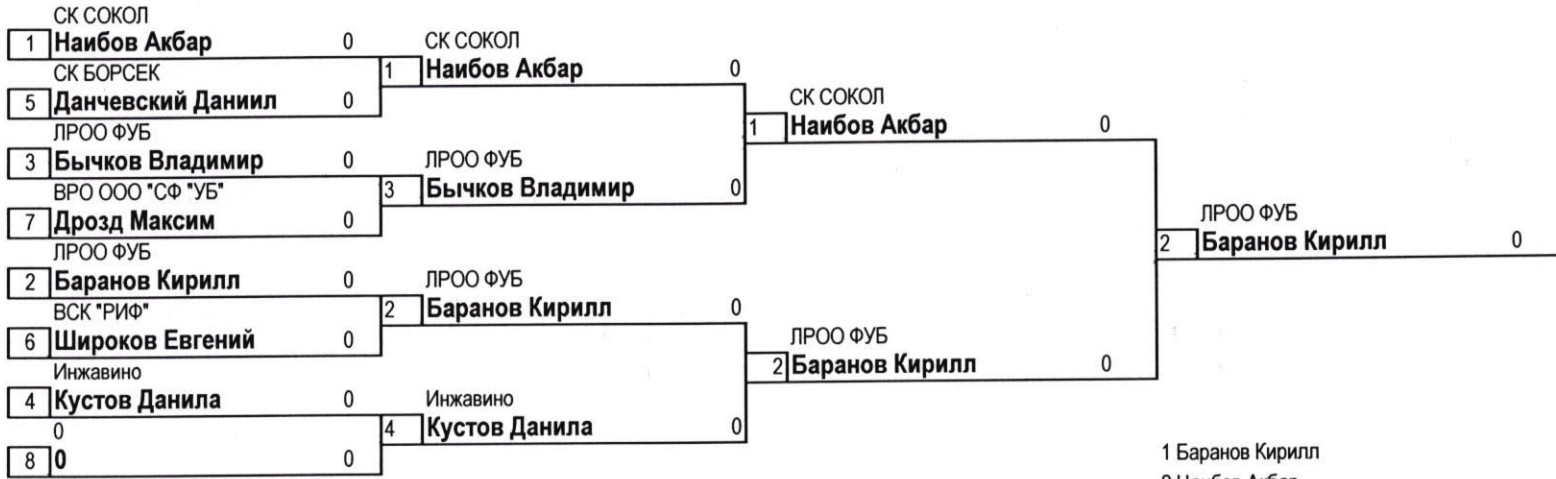 СК СОКОЛ
1 Наибов Акбар 0
СК БОРСЕК
5 Данчевский Даниил 0
ЛРОО ФУБ
3 Бычков Владимир 0
ВРО ООО "СФ "УБ"
7 Дрозд Максим 0
ЛРОО ФУБ
2 Баранов Кирилл 0
ВСК "РИФ"
6 Широков Евгений 0
Инжавино
4 Кустов Данила 0
0
8 0 0
СК СОКОЛ
1 Наибов Акбар 0
ЛРОО ФУБ
3 Бычков Владимир 0
ЛРОО ФУБ
2 Баранов Кирилл 0
Инжавино
4 Кустов Данила 0
СК СОКОЛ
1 Наибов Акбар 0
ЛРОО ФУБ
2 Баранов Кирилл 0
ЛРОО ФУБ
2 Баранов Кирилл 0
1 Баранов Кирилл